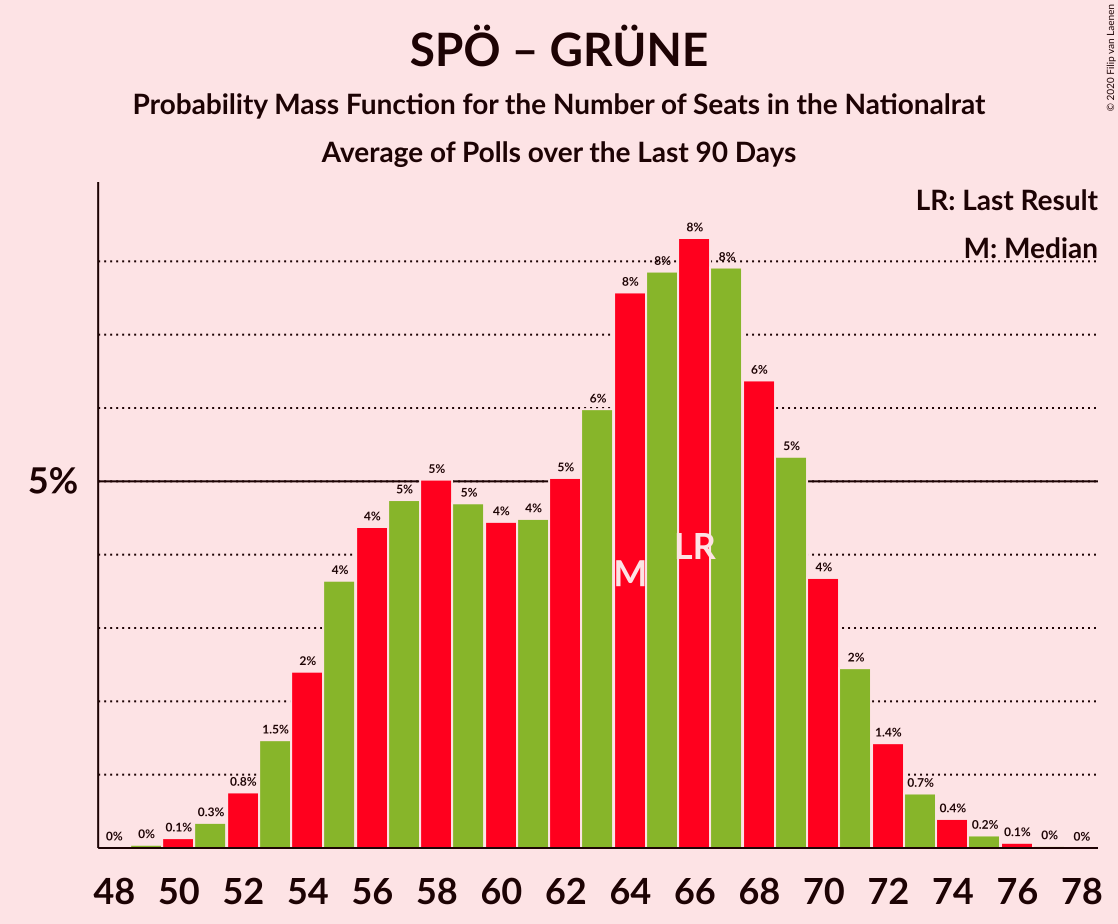 SPÖ – GRÜNE
Probability Mass Function for the Number of Seats in the Nationalrat
Average of Polls over the Last 90 Days
© 2020 Filip van Laenen
LR: Last Result
M: Median
5%
0% 0% 0.1% 0.3% 0.8% 1.5% 2% 4% 4% 5% 5% 5% 4% 4% 5% 6% 8% 8% 8% 8% 6% 5% 4% 2% 1.4% 0.7% 0.4% 0.2% 0.1% 0% 0%
M LR
48 50 52 54 56 58 60 62 64 66 68 70 72 74 76 78